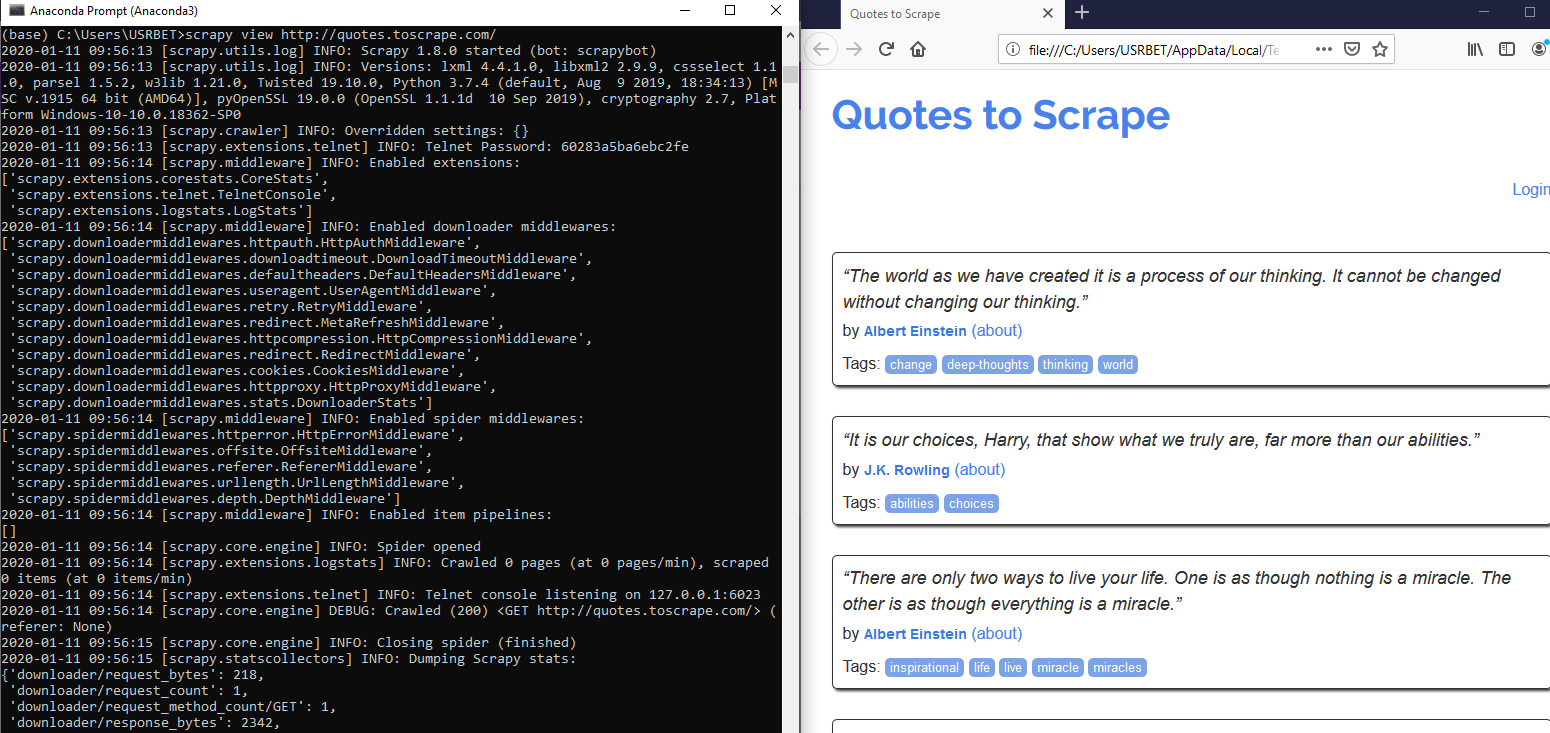 Anaconda Prompt (Anaconda3)
(base) C:\Users\USRBET>scrapy view http://quotes.toscrape.com/
2020-01-11 09:56:13 [scrapy.utils.log] INFO: Scrapy 1.8.0 started (bot: scrapybot)
2020-01-11 09:56:13 [scrapy.utils.log] INFO: Versions: lxml 4.4.1.0, libxml2 2.9.9, cssselect 1.1
.0, parsel 1.5.2, w3lib 1.21.0, Twisted 19.10.0, Python 3.7.4 (default, Aug  9 2019, 18:34:13) [M
SC v.1915 64 bit (AMD64)], pyOpenSSL 19.0.0 (OpenSSL 1.1.1d  10 Sep 2019), cryptography 2.7, Plat
form Windows-10-10.0.18362-SP0
2020-01-11 09:56:13 [scrapy.crawler] INFO: Overridden settings: {}
2020-01-11 09:56:13 [scrapy.extensions.telnet] INFO: Telnet Password: 60283a5ba6ebc2fe
2020-01-11 09:56:14 [scrapy.middleware] INFO: Enabled extensions:
['scrapy.extensions.corestats.CoreStats',
 'scrapy.extensions.telnet.TelnetConsole',
 'scrapy.extensions.logstats.LogStats']
2020-01-11 09:56:14 [scrapy.middleware] INFO: Enabled downloader middlewares:
['scrapy.downloadermiddlewares.httpauth.HttpAuthMiddleware',
 'scrapy.downloadermiddlewares.downloadtimeout.DownloadTimeoutMiddleware',
 'scrapy.downloadermiddlewares.defaultheaders.DefaultHeadersMiddleware',
 'scrapy.downloadermiddlewares.useragent.UserAgentMiddleware',
 'scrapy.downloadermiddlewares.retry.RetryMiddleware',
 'scrapy.downloadermiddlewares.redirect.MetaRefreshMiddleware',
 'scrapy.downloadermiddlewares.httpcompression.HttpCompressionMiddleware',
 'scrapy.downloadermiddlewares.redirect.RedirectMiddleware',
 'scrapy.downloadermiddlewares.cookies.CookiesMiddleware',
 'scrapy.downloadermiddlewares.httpproxy.HttpProxyMiddleware',
 'scrapy.downloadermiddlewares.stats.DownloaderStats']
2020-01-11 09:56:14 [scrapy.middleware] INFO: Enabled spider middlewares:
['scrapy.spidermiddlewares.httperror.HttpErrorMiddleware',
 'scrapy.spidermiddlewares.offsite.OffsiteMiddleware',
 'scrapy.spidermiddlewares.referer.RefererMiddleware',
 'scrapy.spidermiddlewares.urllength.UrlLengthMiddleware',
 'scrapy.spidermiddlewares.depth.DepthMiddleware']
2020-01-11 09:56:14 [scrapy.middleware] INFO: Enabled item pipelines:
[]
2020-01-11 09:56:14 [scrapy.core.engine] INFO: Spider opened
2020-01-11 09:56:14 [scrapy.extensions.logstats] INFO: Crawled 0 pages (at 0 pages/min), scraped
0 items (at 0 items/min)
2020-01-11 09:56:14 [scrapy.extensions.telnet] INFO: Telnet console listening on 127.0.0.1:6023
2020-01-11 09:56:14 [scrapy.core.engine] DEBUG: Crawled (200) <GET http://quotes.toscrape.com/> (
referer: None)
2020-01-11 09:56:15 [scrapy.core.engine] INFO: Closing spider (finished)
2020-01-11 09:56:15 [scrapy.statscollectors] INFO: Dumping Scrapy stats:
{'downloader/request_bytes': 218,
 'downloader/request_count': 1,
 'downloader/request_method_count/GET': 1,
 'downloader/response_bytes': 2342,
Quotes to Scrape
file:///C:/Users/USRBET/AppData/Local/Te
Quotes to Scrape
Login
“The world as we have created it is a process of our thinking. It cannot be changed
without changing our thinking.”
by Albert Einstein (about)
Tags: change deep-thoughts thinking world
“It is our choices, Harry, that show what we truly are, far more than our abilities.”
by J.K. Rowling (about)
Tags: abilities choices
“There are only two ways to live your life. One is as though nothing is a miracle. The
other is as though everything is a miracle.”
by Albert Einstein (about)
Tags: inspirational life live miracle miracles